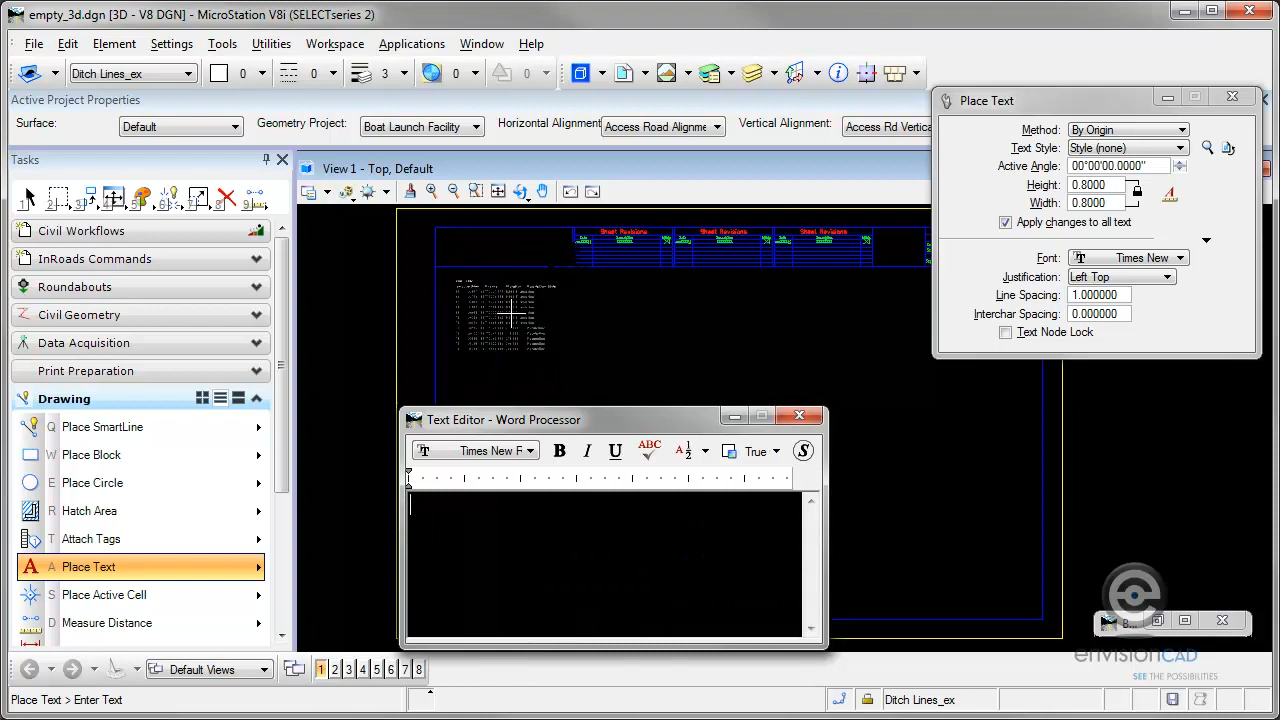 empty_3d.dgn [3D - V8 DGN] - MicroStation V8i (SELECTseries 2)
File Edit Element Settings Tools Utilities Workspace Applications Window Help
Ditch Lines_ex 0 0 3 0 0
Active Project Properties
Surface: Default Geometry Project: Boat Launch Facility Horizontal Alignment: Access Road Alignme Vertical Alignment: Access Rd Vertica
Tasks
View 1 - Top, Default
Civil Workflows
InRoads Commands
Roundabouts
Civil Geometry
Data Acquisition
Print Preparation
Drawing
Q Place SmartLine
W Place Block
E Place Circle
R Hatch Area
T Attach Tags
A Place Text
S Place Active Cell
D Measure Distance
Sheet Revisions Sheet Revisions Sheet Revisions
Place Text
Method: By Origin
Text Style: Style (none)
Active Angle: 00°00'00.0000"
Height: 0.8000
Width: 0.8000
Apply changes to all text
Font: Times New
Justification: Left Top
Line Spacing: 1.000000
Interchar Spacing: 0.000000
Text Node Lock
Text Editor - Word Processor
Times New F B I U ABC True S
B...
envisionCAD
SEE THE POSSIBILITIES
Default Views 1 2 3 4 5 6 7 8
Place Text > Enter Text
Ditch Lines_ex